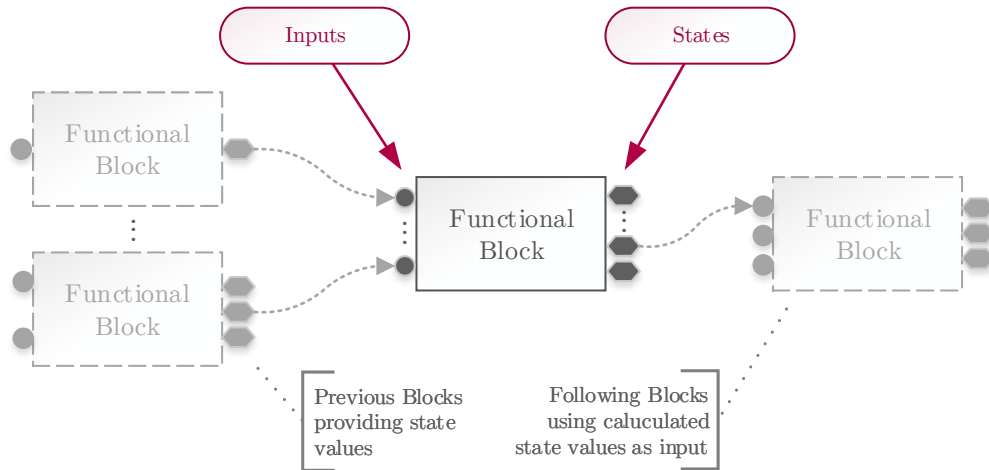 Inputs
States
Functional
Block
Functional
Block
Functional
Block
Functional
Block
Previous Blocks
providing state
values
Following Blocks
using caluculated
state values as input